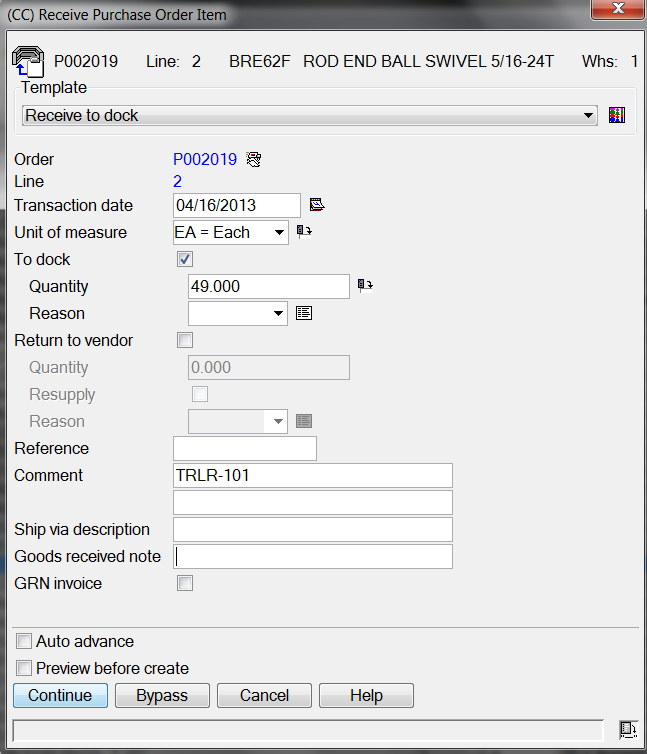 (CC) Receive Purchase Order Item
P002019 Line: 2 BRE62F ROD END BALL SWIVEL 5/16-24T Whs: 1
Template
Receive to dock
Order P002019
Line 2
Transaction date 04/16/2013
Unit of measure EA = Each
To dock
Quantity 49.000
Reason
Return to vendor
Quantity 0.000
Resupply
Reason
Reference
Comment TRLR-101
Ship via description
Goods received note
GRN invoice
Auto advance
Preview before create
Continue Bypass Cancel Help